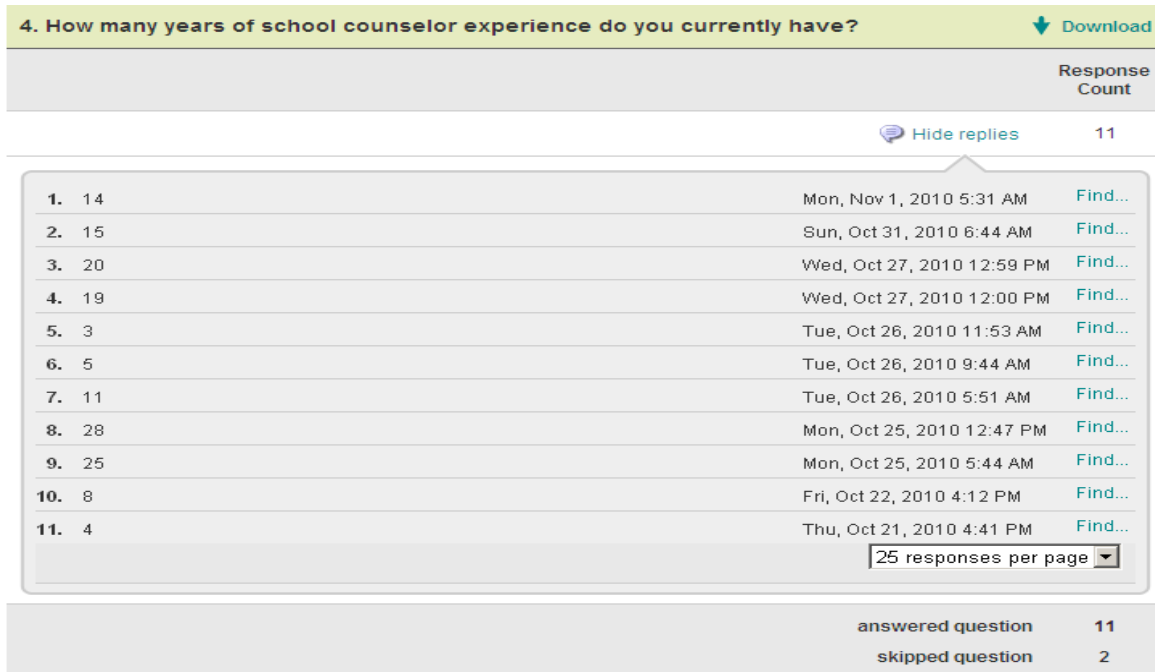 4. How many years of school counselor experience do you currently have? Download
Response
Count
Hide replies 11
1. 14 Mon, Nov 1, 2010 5:31 AM Find...
2. 15 Sun, Oct 31, 2010 6:44 AM Find...
3. 20 Wed, Oct 27, 2010 12:59 PM Find...
4. 19 Wed, Oct 27, 2010 12:00 PM Find...
5. 3 Tue, Oct 26, 2010 11:53 AM Find...
6. 5 Tue, Oct 26, 2010 9:44 AM Find...
7. 11 Tue, Oct 26, 2010 5:51 AM Find...
8. 28 Mon, Oct 25, 2010 12:47 PM Find...
9. 25 Mon, Oct 25, 2010 5:44 AM Find...
10. 8 Fri, Oct 22, 2010 4:12 PM Find...
11. 4 Thu, Oct 21, 2010 4:41 PM Find...
25 responses per page
answered question 11
skipped question 2